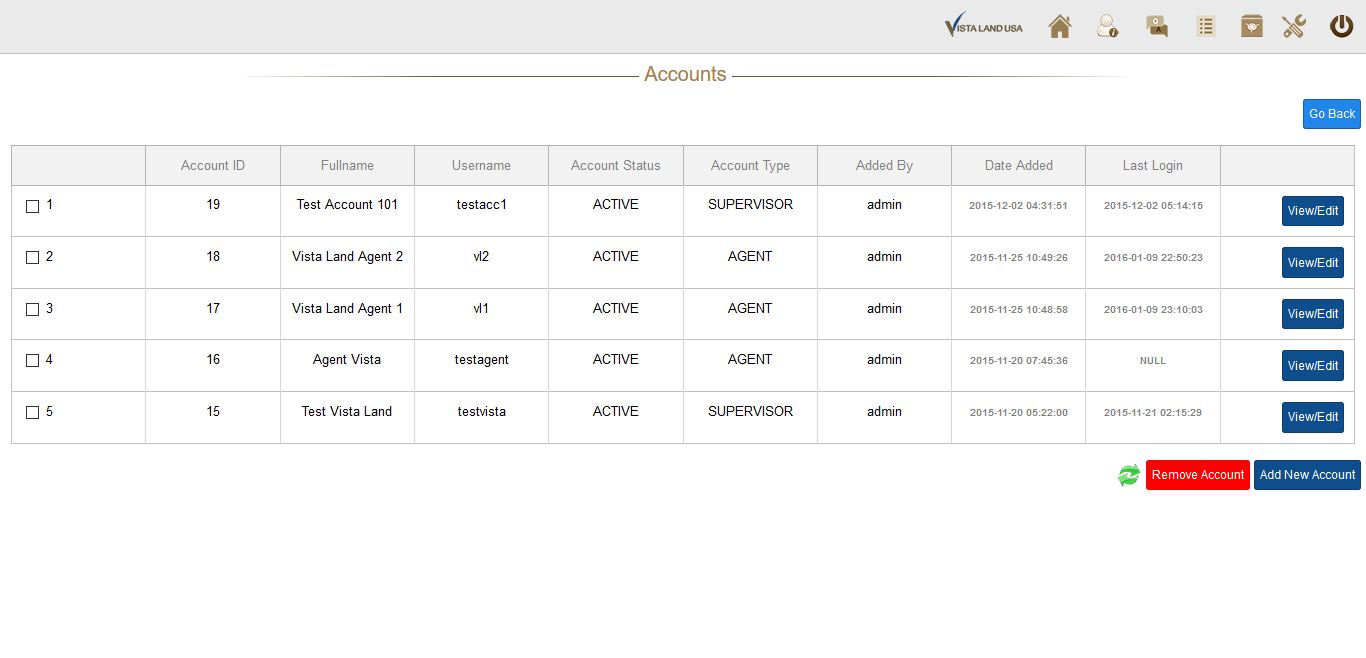 VISTA LAND USA
Accounts
Go Back
Account ID Fullname Username Account Status Account Type Added By Date Added Last Login
1 19 Test Account 101 testacc1 ACTIVE SUPERVISOR admin 2015-12-02 04:31:51 2015-12-02 05:14:15 View/Edit
2 18 Vista Land Agent 2 vl2 ACTIVE AGENT admin 2015-11-25 10:49:26 2016-01-09 22:50:23 View/Edit
3 17 Vista Land Agent 1 vl1 ACTIVE AGENT admin 2015-11-25 10:48:58 2016-01-09 23:10:03 View/Edit
4 16 Agent Vista testagent ACTIVE AGENT admin 2015-11-20 07:45:36 NULL View/Edit
5 15 Test Vista Land testvista ACTIVE SUPERVISOR admin 2015-11-20 05:22:00 2015-11-21 02:15:29 View/Edit
Remove Account Add New Account